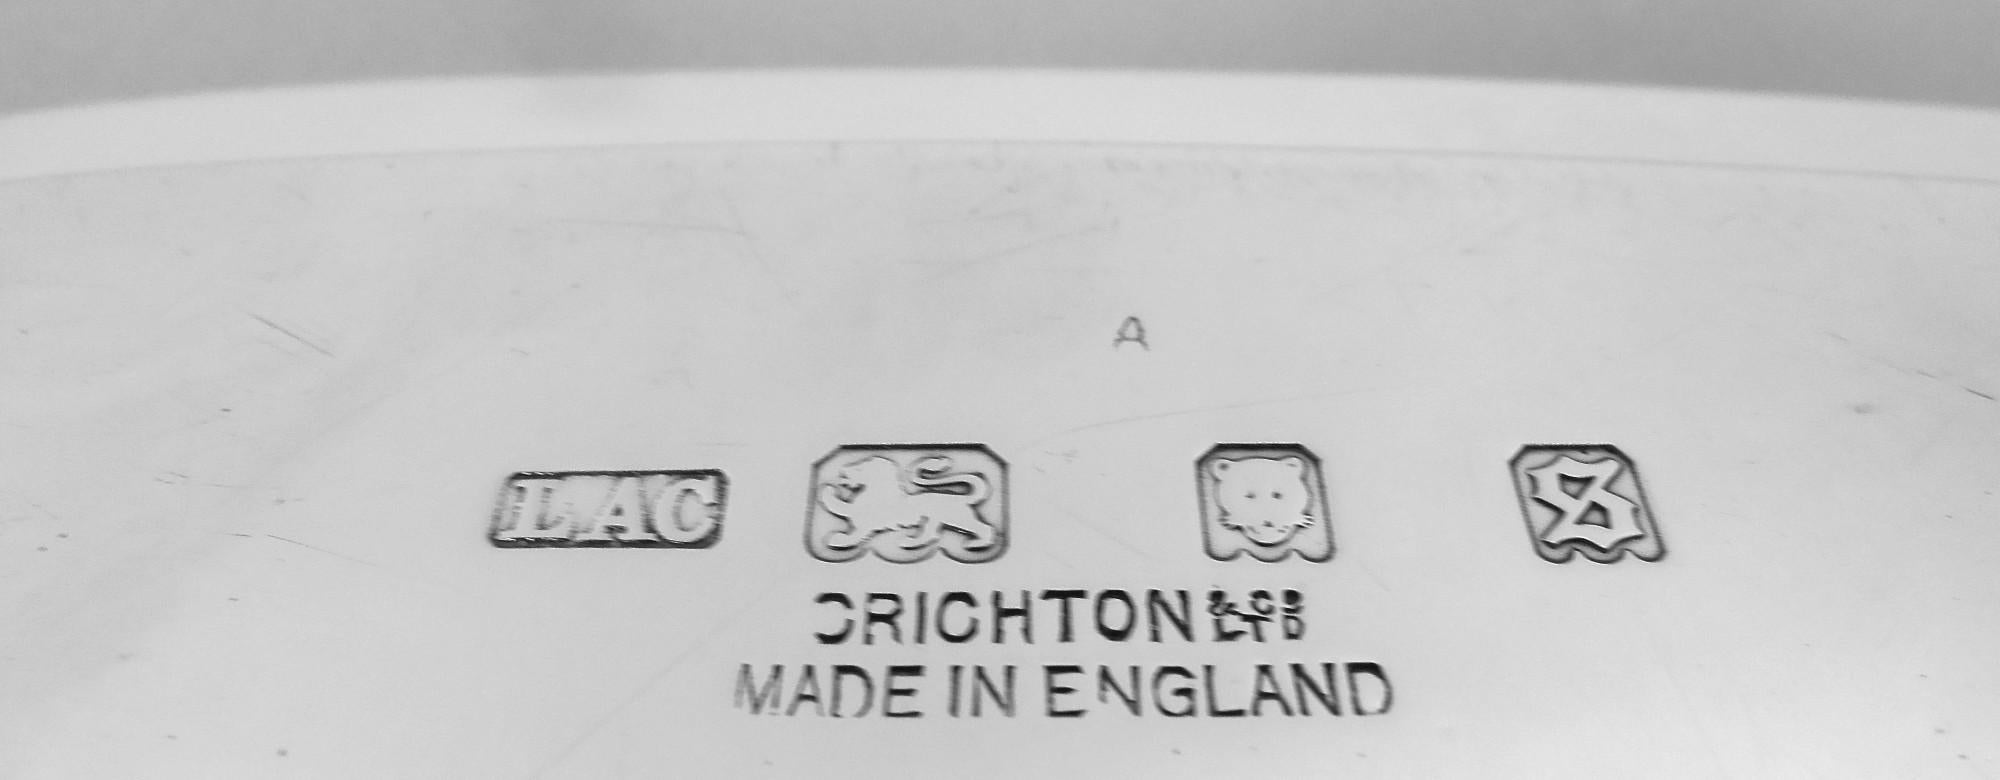 A
LAC
CRICHTON & Co LTD
MADE IN ENGLAND